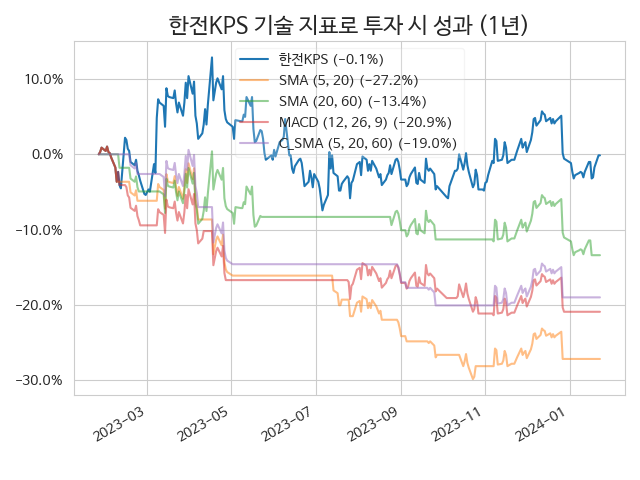 한전KPS 기술 지표로 투자 시 성과 (1년)
한전KPS (−0.1%)
SMA (5, 20) (−27.2%)
SMA (20, 60) (−13.4%)
MACD (12, 26, 9) (−20.9%)
C_SMA (5, 20, 60) (−19.0%)
10.0%
0.0%
−10.0%
−20.0%
−30.0%
2023−03
2023−05
2023−07
2023−09
2023−11
2024−01